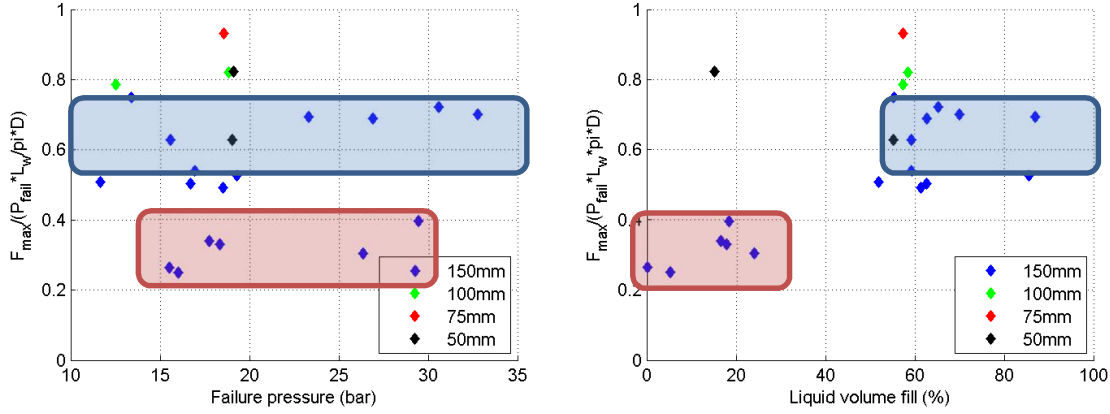 F_max/(P_fail*L_w/pi*D)
1
0.8
0.6
0.4
0.2
0
10
15
20
25
30
35
Failure pressure (bar)
150mm
100mm
75mm
50mm
F_max/(P_fail*L_w*pi*D)
1
0.8
0.6
0.2
0
0
20
40
60
80
100
Liquid volume fill (%)
150mm
100mm
75mm
50mm